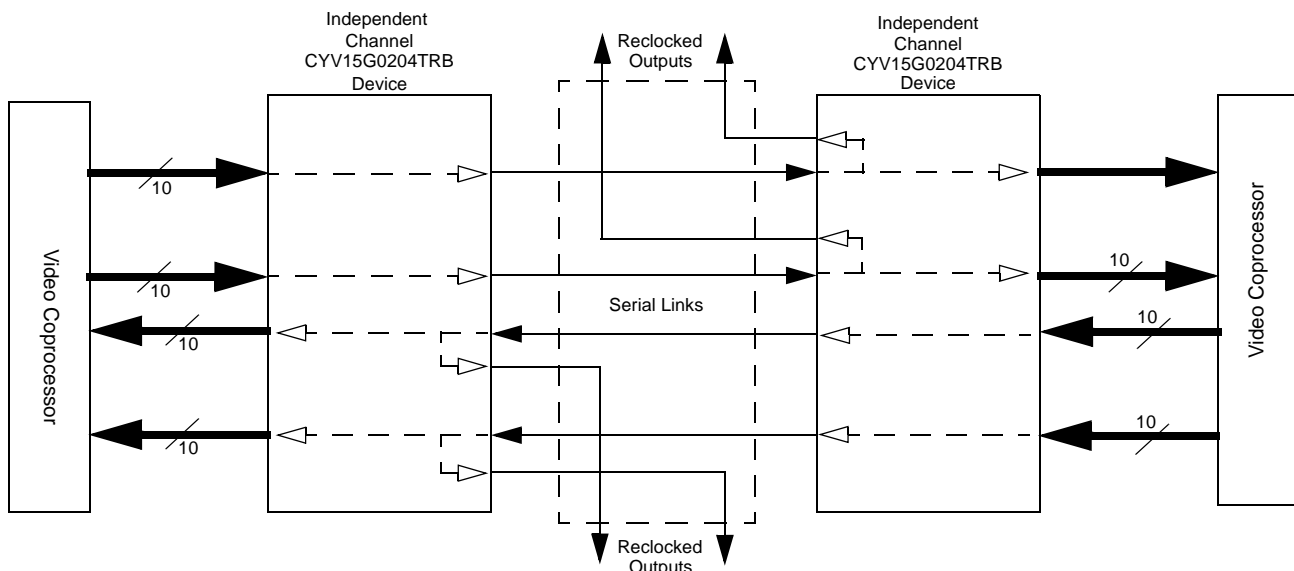 Independent
Channel
CYV15G0204TRB
Device
Reclocked
Outputs
Independent
Channel
CYV15G0204TRB
Device
10
10
10
10
10
10
10
Video Coprocessor
Serial Links
Video Coprocessor
Reclocked
Outputs